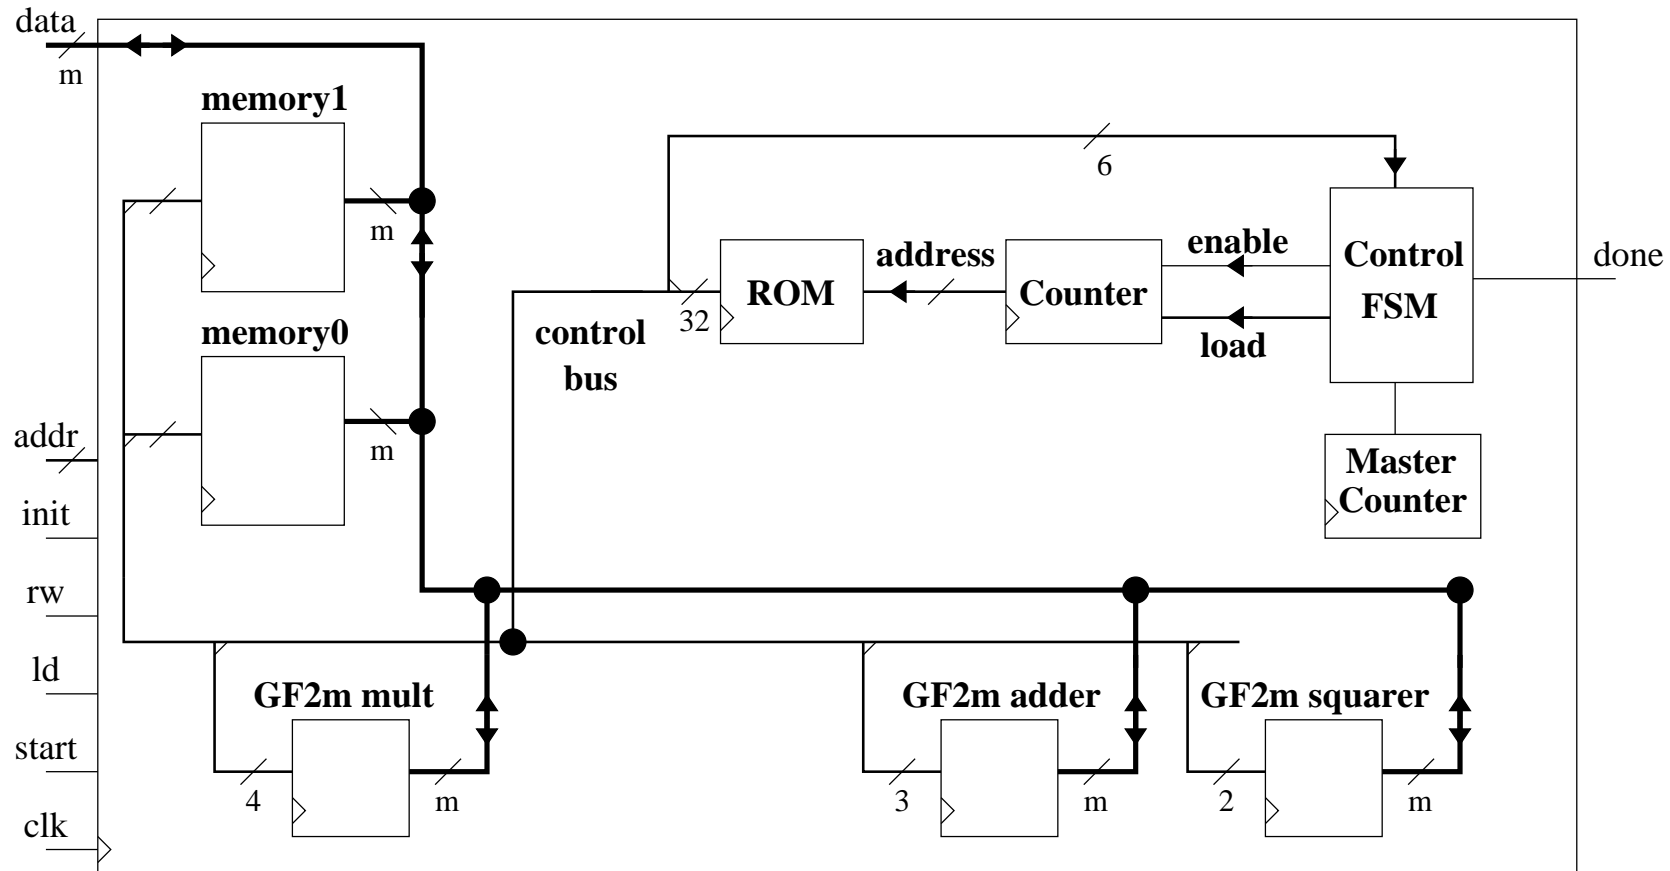 data
m
memory1
m
6
enable
Control
FSM
done
address
ROM
Counter
32
load
control
bus
memory0
m
addr
Master
Counter
init
rw
ld
GF2m mult
GF2m adder
GF2m squarer
start
4
m
3
m
2
m
clk